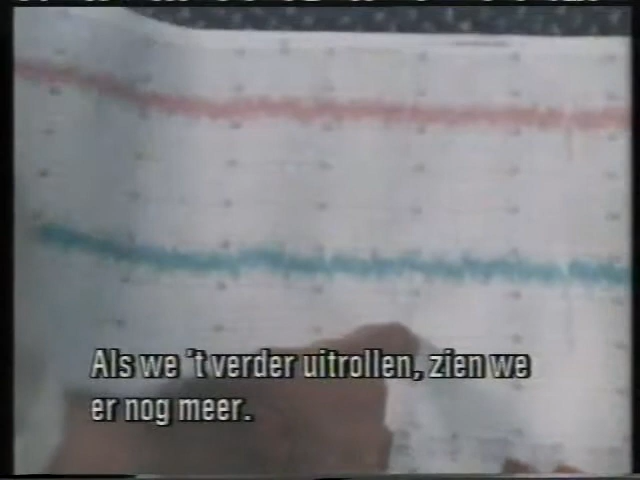 Als we 't verder uitrollen, zien we
er nog meer.